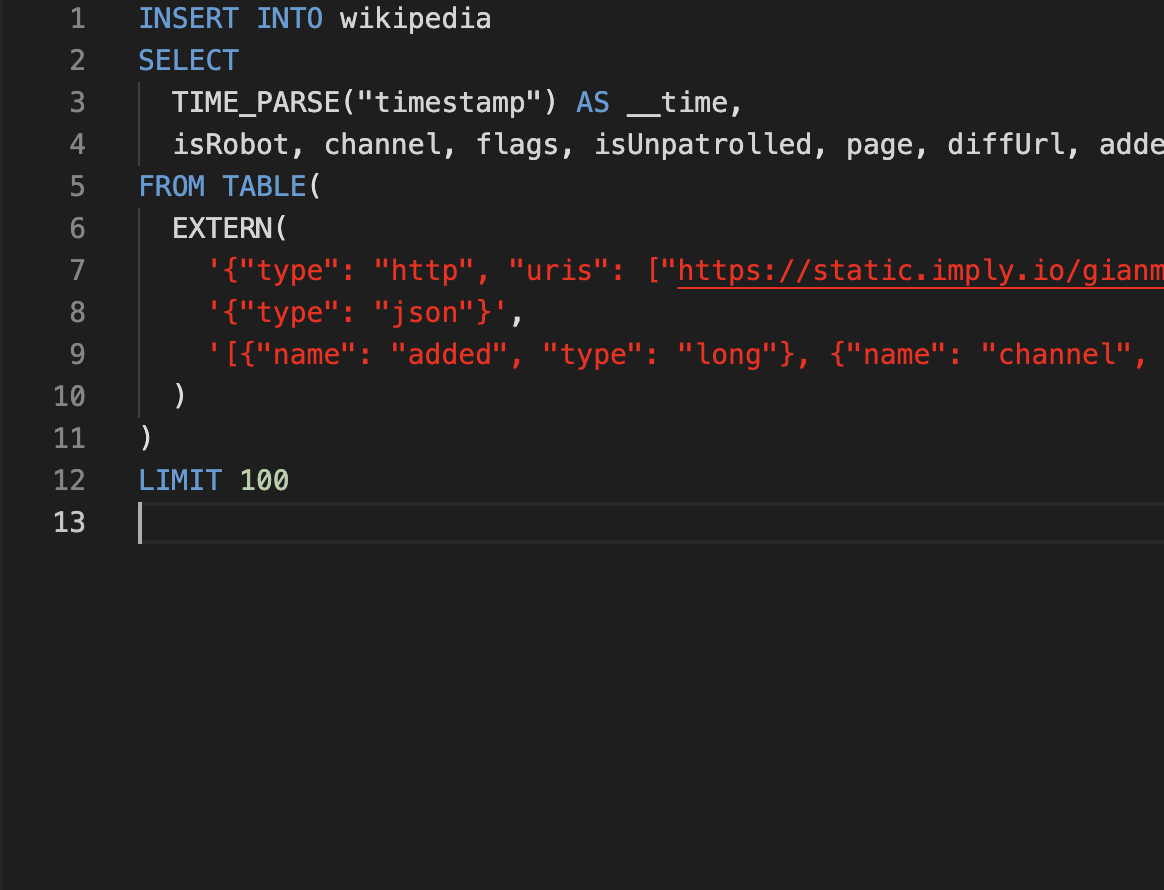 1 INSERT INTO wikipedia
2 SELECT
3 TIME_PARSE("timestamp") AS __time,
4 isRobot, channel, flags, isUnpatrolled, page, diffUrl, adde
5 FROM TABLE(
6 EXTERN(
7 '{"type": "http", "uris": ["https://static.imply.io/gianm
8 '{"type": "json"}',
9 '[{"name": "added", "type": "long"}, {"name": "channel",
10 )
11 )
12 LIMIT 100
13